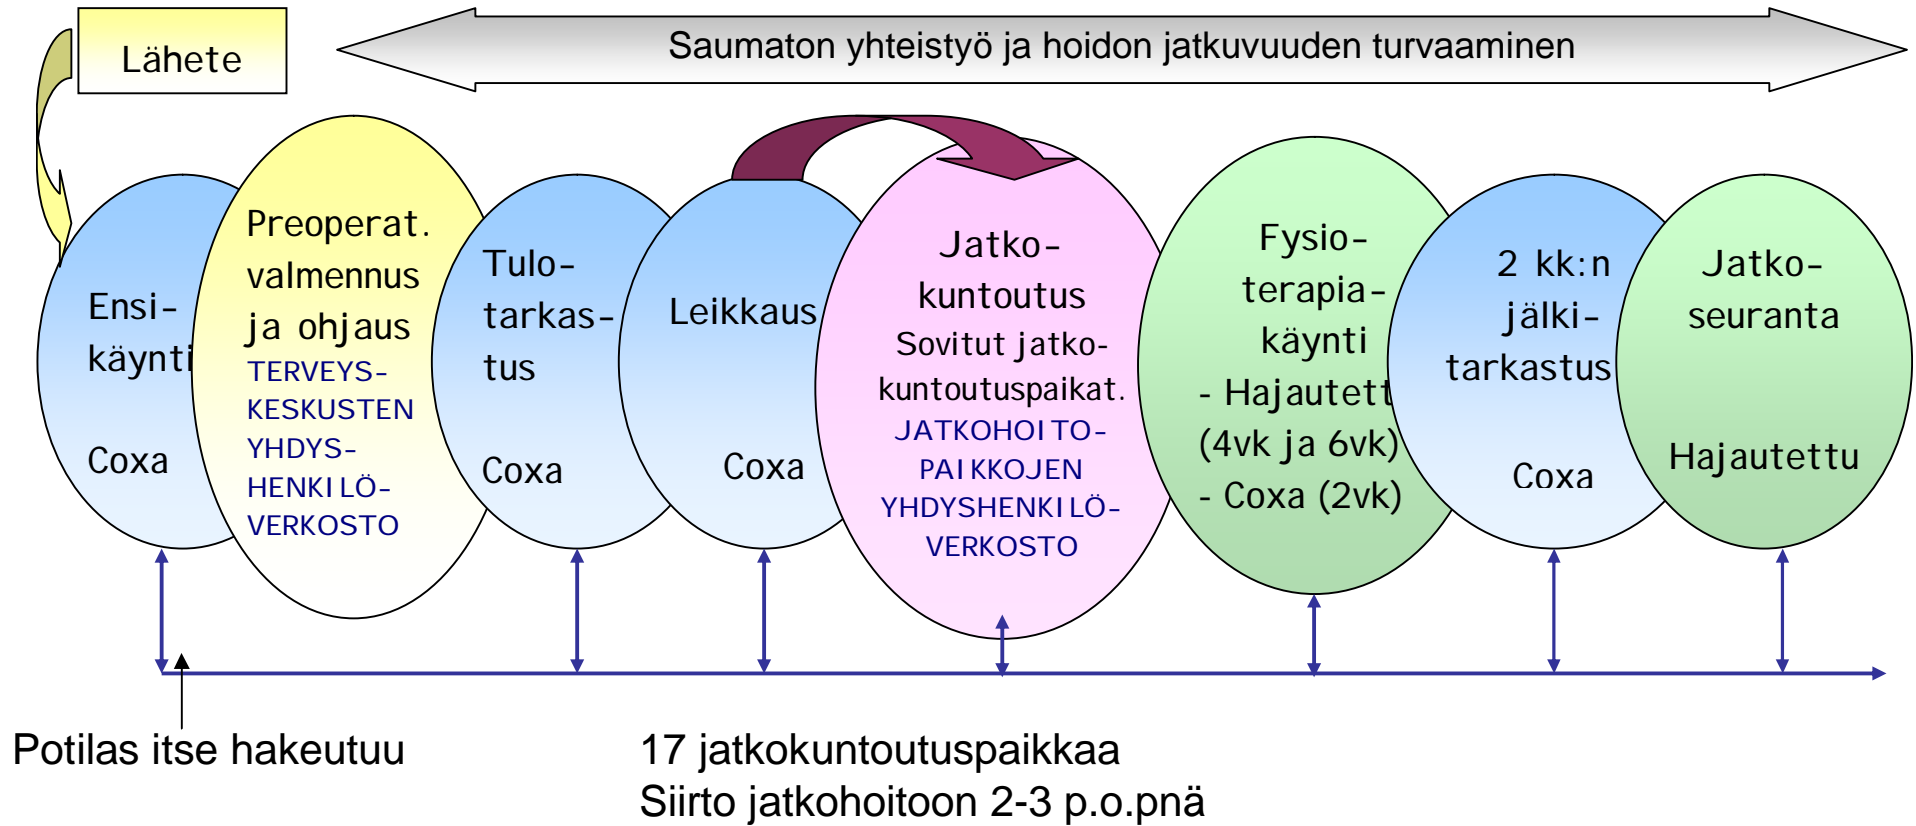 Lähete
Saumaton yhteistyö ja hoidon jatkuvuuden turvaaminen
Ensi-
käynti
Coxa
Preoperat.
valmennus
ja ohjaus
TERVEYS-
KESKUSTEN
YHDYS-
HENKILÖ-
VERKOSTO
Tulo-
tarkas-
tus
Coxa
Leikkaus
Coxa
Jatko-
kuntoutus
Sovitut jatko-
kuntoutuspaikat.
JATKOHOITO-
PAIKKOJEN
YHDYSHENKILÖ-
VERKOSTO
Fysio-
terapia-
käynti
- Hajautett
(4vk ja 6vk)
- Coxa (2vk)
2 kk:n
jälki-
tarkastus
Coxa
Jatko-
seuranta
Hajautettu
Potilas itse hakeutuu
17 jatkokuntoutuspaikkaa
Siirto jatkohoitoon 2-3 p.o.pnä